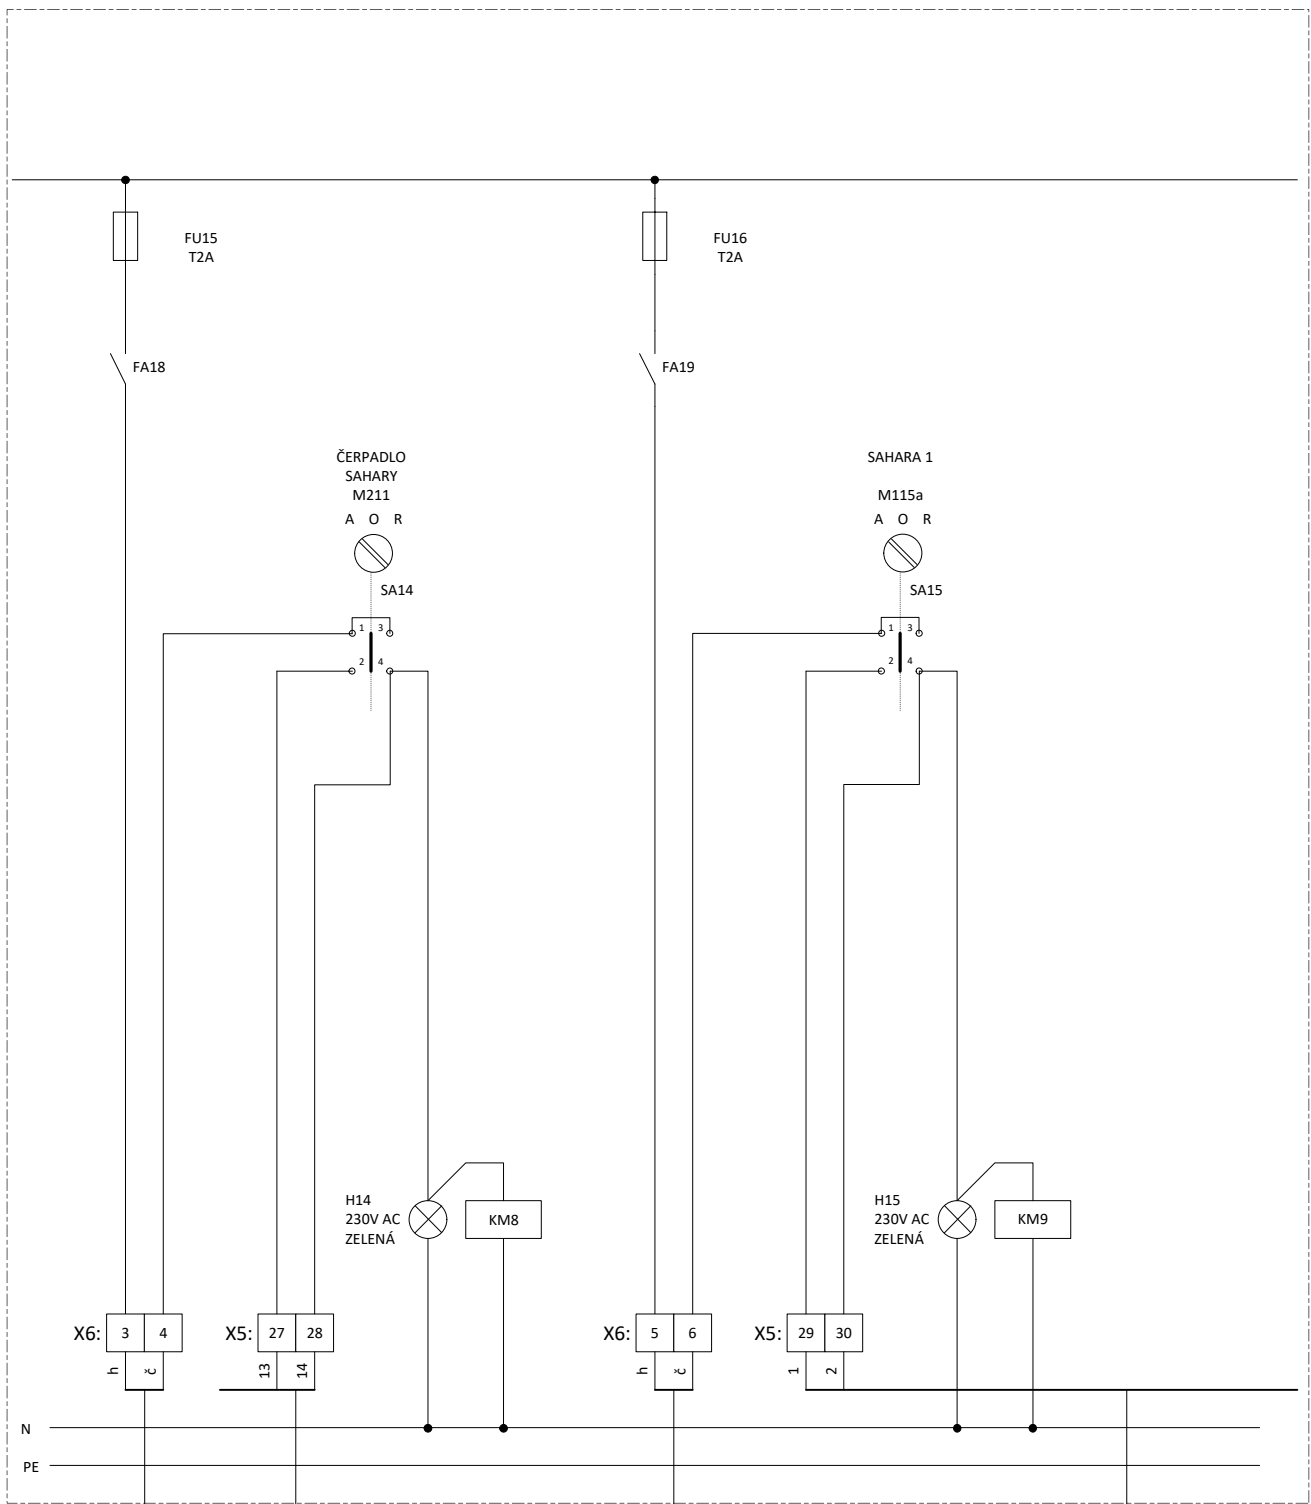 FU15
T2A
FU16
T2A
FA18
FA19
ČERPADLO
SAHARY
M211
A O R
SA14
1 3
2 4
SAHARA 1
M115a
A O R
SA15
1 3
2 4
H14
230V AC
ZELENÁ
KM8
H15
230V AC
ZELENÁ
KM9
X6: 3 4
X5: 27 28
X6: 5 6
X5: 29 30
h č
13 14
h č
1 2
N
PE